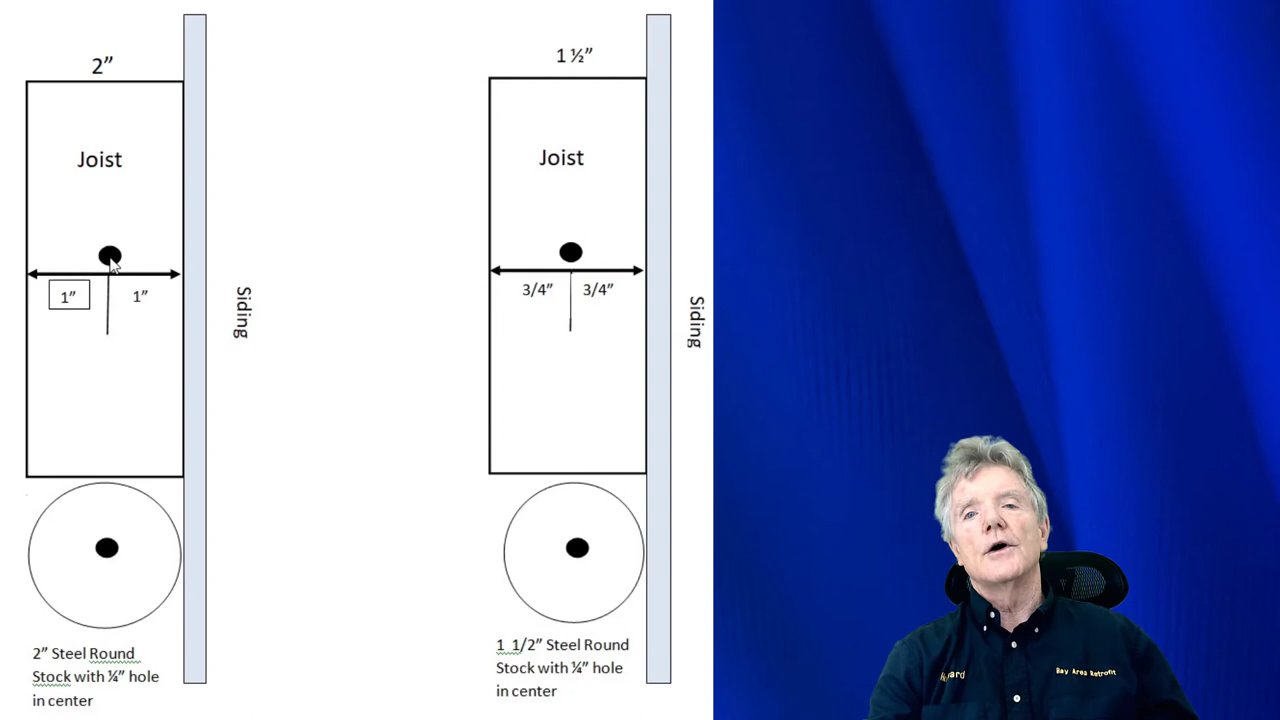 2”
Joist
1”
1”
Siding
2” Steel Round
Stock with ¼” hole
in center
1 ½”
Joist
3/4”
3/4”
Siding
1 1/2” Steel Round
Stock with ¼” hole
in center
Bay Area Retrofit